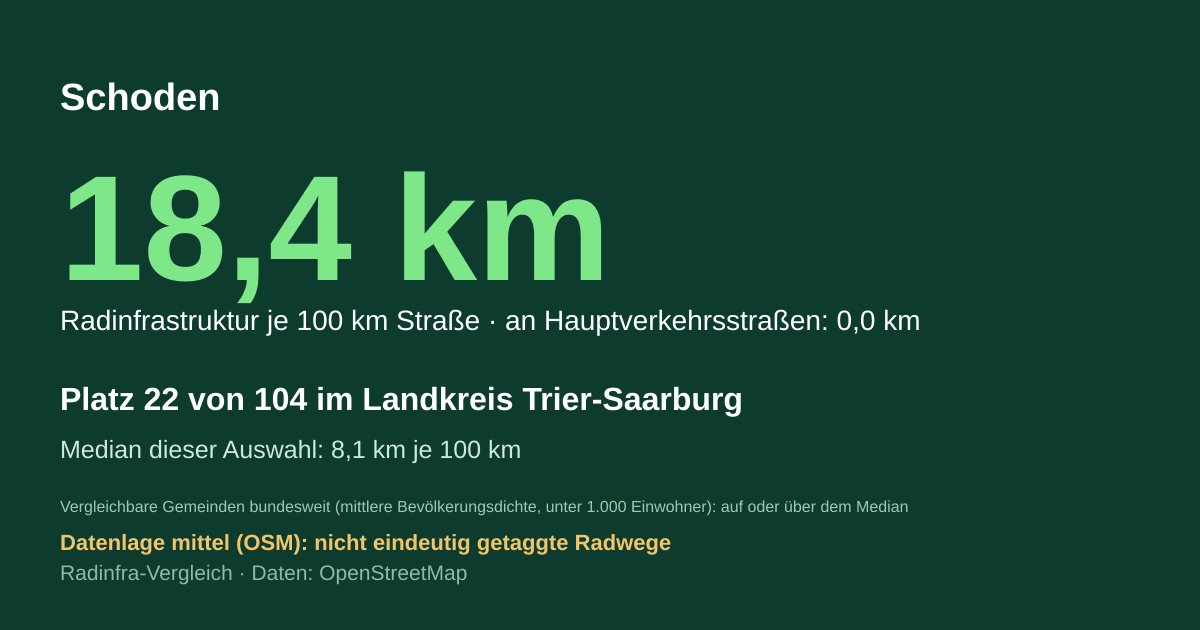 Schoden
18,4 km
Radinfrastruktur je 100 km Straße · an Hauptverkehrsstraßen: 0,0 km
Platz 22 von 104 im Landkreis Trier-Saarburg
Median dieser Auswahl: 8,1 km je 100 km
Vergleichbare Gemeinden bundesweit (mittlere Bevölkerungsdichte, unter 1.000 Einwohner): auf oder über dem Median
Datenlage mittel (OSM): nicht eindeutig getaggte Radwege
Radinfra-Vergleich · Daten: OpenStreetMap